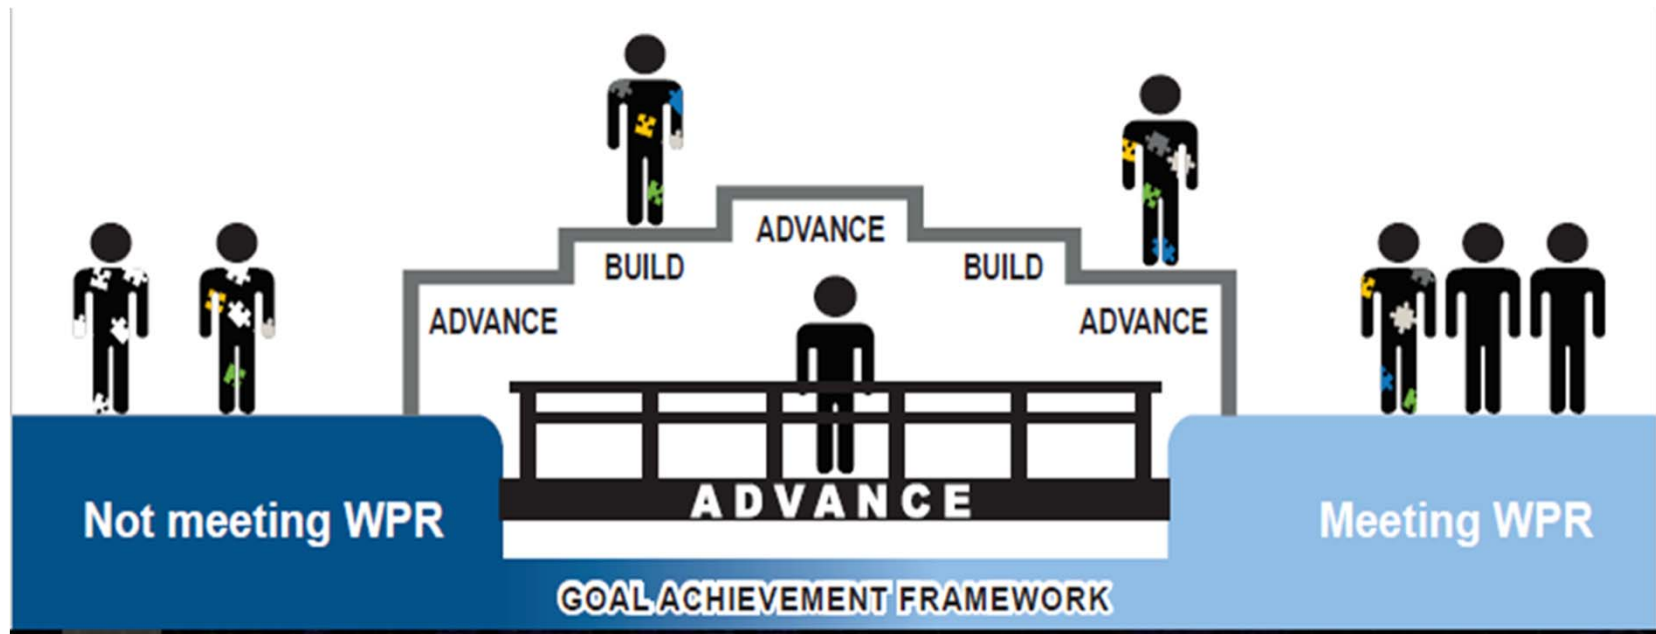 ADVANCE
BUILD
ADVANCE
BUILD
ADVANCE
ADVANCE
Not meeting WPR
Meeting WPR
GOAL ACHIEVEMENT FRAMEWORK